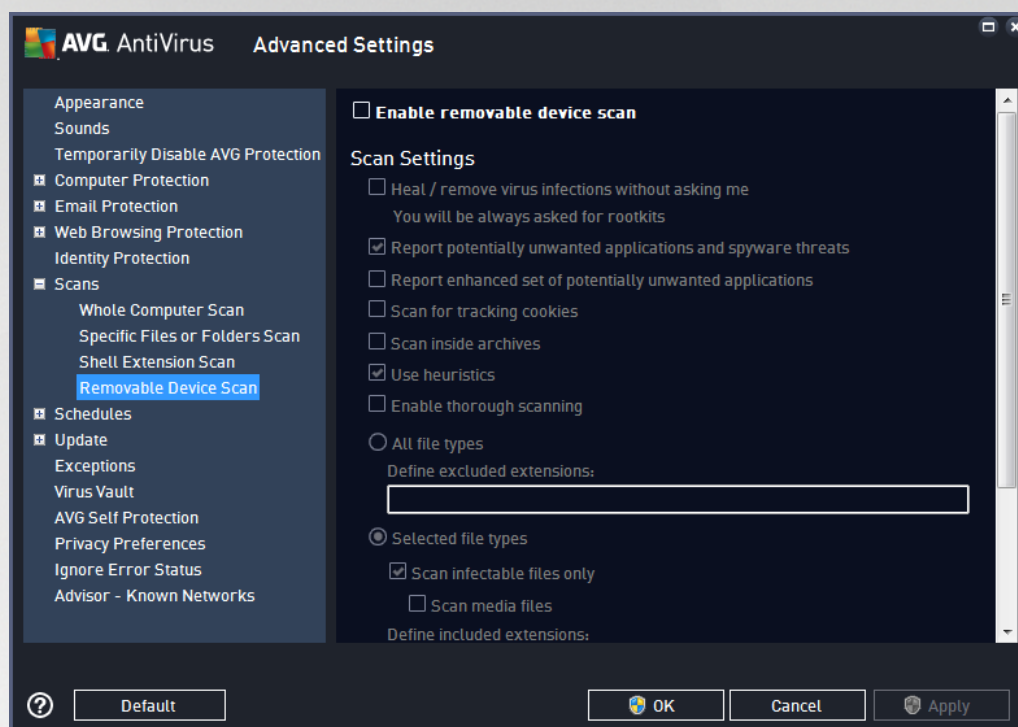 AVG. AntiVirus Advanced Settings
Appearance
Sounds
Temporarily Disable AVG Protection
Computer Protection
Email Protection
Web Browsing Protection
Identity Protection
Scans
Whole Computer Scan
Specific Files or Folders Scan
Shell Extension Scan
Removable Device Scan
Schedules
Update
Exceptions
Virus Vault
AVG Self Protection
Privacy Preferences
Ignore Error Status
Advisor - Known Networks
Enable removable device scan
Scan Settings
Heal / remove virus infections without asking me
You will be always asked for rootkits
Report potentially unwanted applications and spyware threats
Report enhanced set of potentially unwanted applications
Scan for tracking cookies
Scan inside archives
Use heuristics
Enable thorough scanning
All file types
Define excluded extensions:
Selected file types
Scan infectable files only
Scan media files
Define included extensions:
? Default OK Cancel Apply